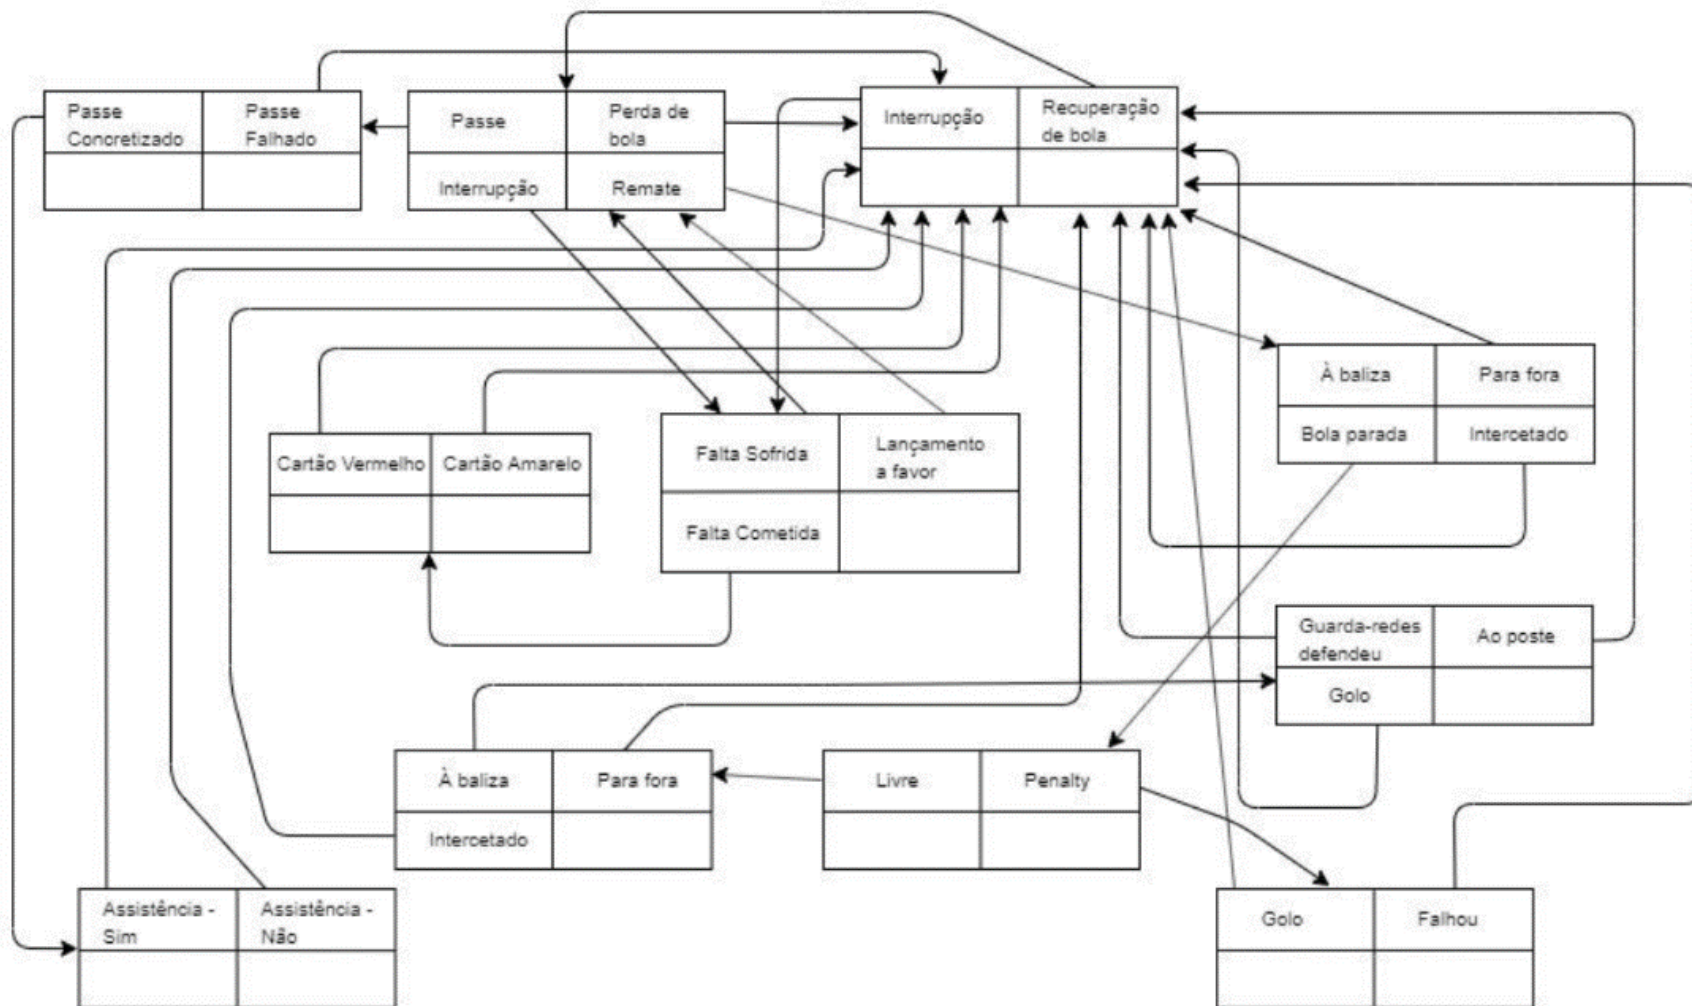 Passe
Concretizado
Passe
Falhado
Passe
Perda de
bola
Interrupção
Remate
Interrupção
Recuperação
de bola
À baliza
Para fora
Bola parada
Intercetado
Cartão Vermelho
Cartão Amarelo
Falta Sofrida
Lançamento
a favor
Falta Cometida
Guarda-redes
defendeu
Ao poste
Golo
À baliza
Para fora
Intercetado
Livre
Penalty
Assistência -
Sim
Assistência -
Não
Golo
Falhou